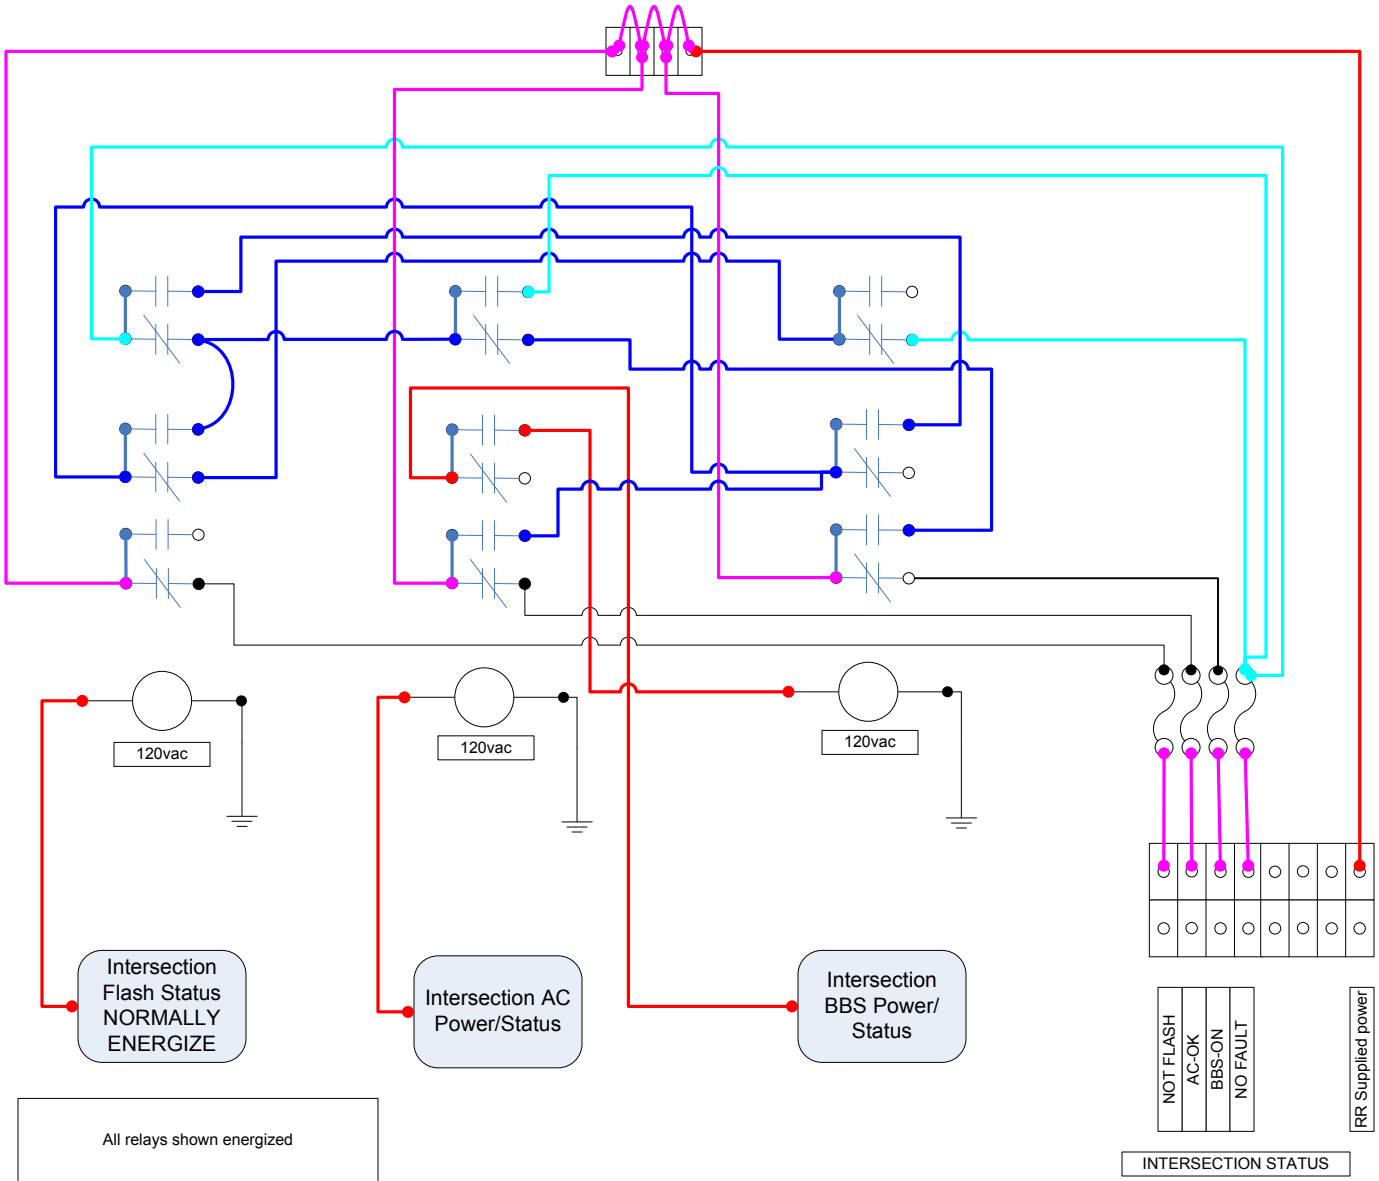 120vac
120vac
120vac
Intersection
Flash Status
NORMALLY
ENERGIZE
Intersection AC
Power/Status
Intersection
BBS Power/
Status
NOT FLASH
AC-OK
BBS-ON
NO FAULT
RR Supplied power
All relays shown energized
INTERSECTION STATUS